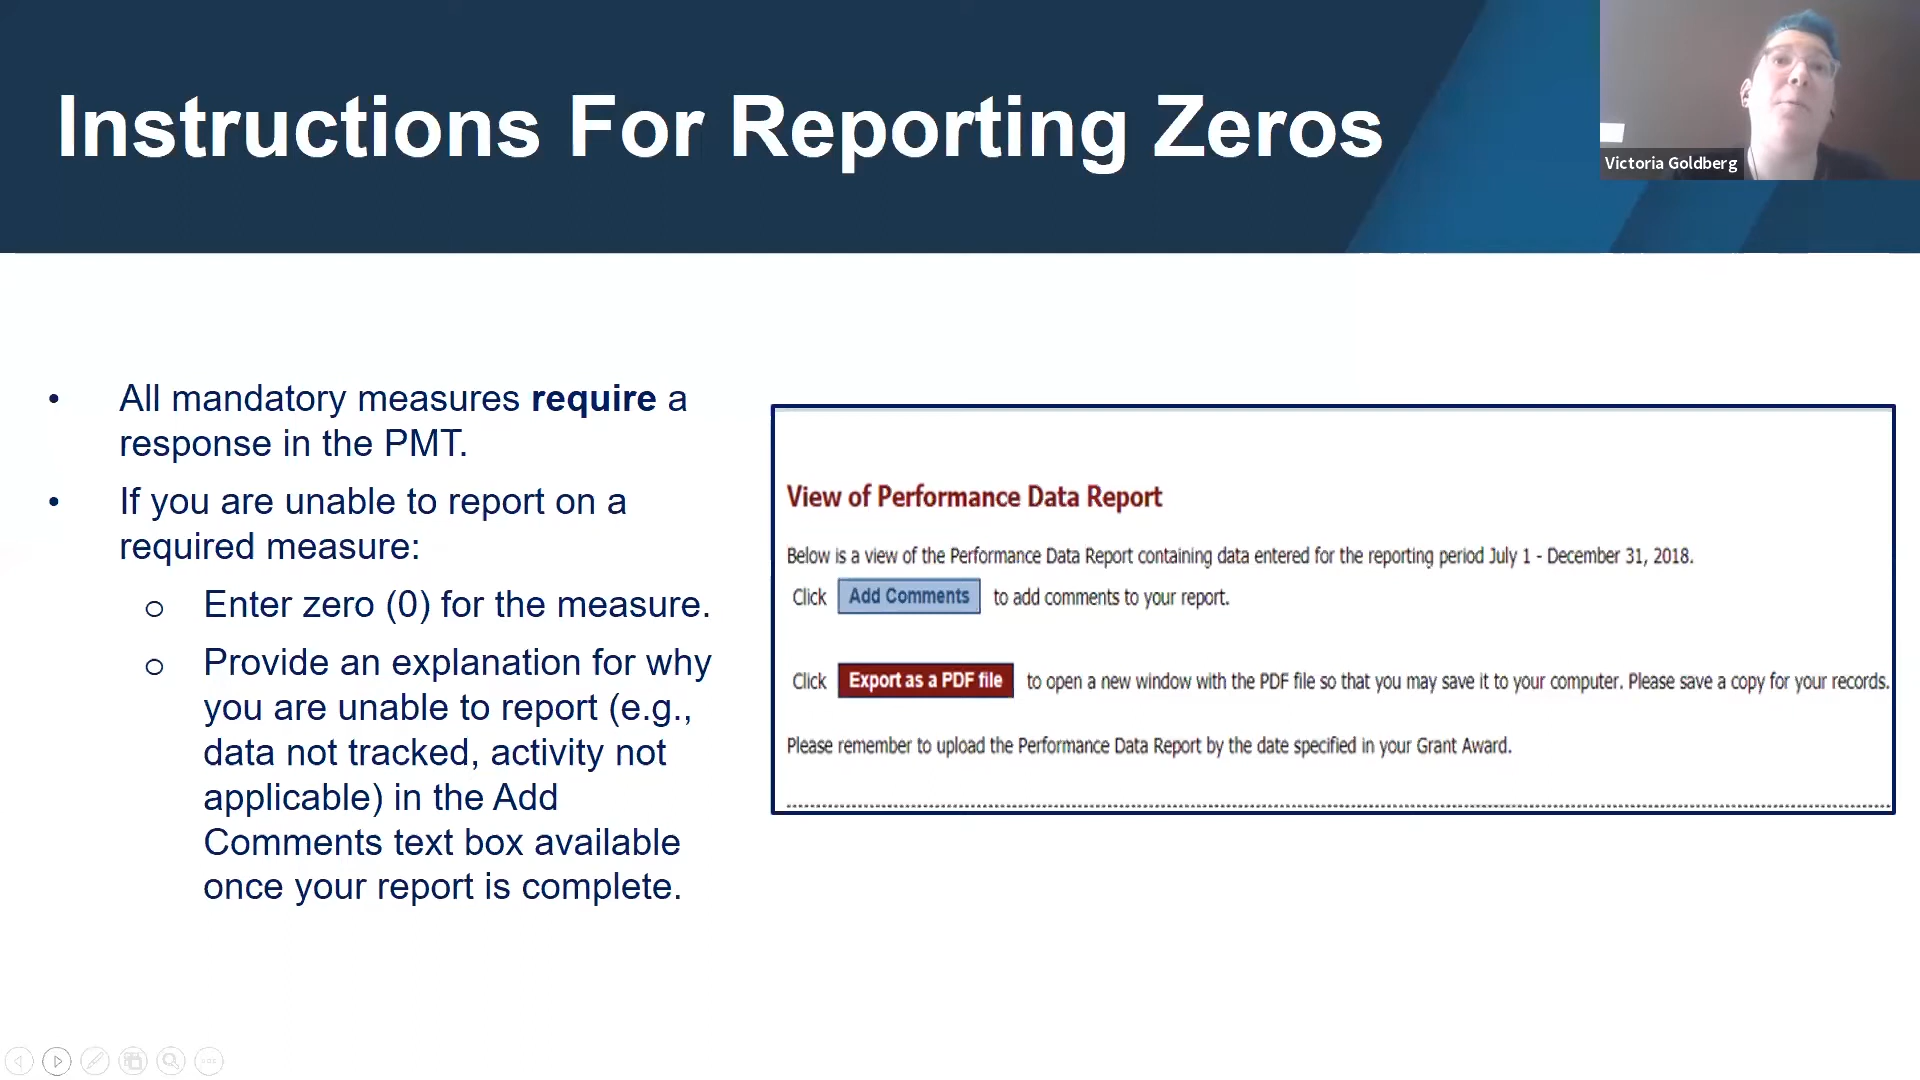 Instructions For Reporting Zeros
Victoria Goldberg
• All mandatory measures require a
response in the PMT.
• If you are unable to report on a
required measure:
o Enter zero (0) for the measure.
o Provide an explanation for why
you are unable to report (e.g.,
data not tracked, activity not
applicable) in the Add
Comments text box available
once your report is complete.
View of Performance Data Report
Below is a view of the Performance Data Report containing data entered for the reporting period July 1 - December 31, 2018.
Click Add Comments to add comments to your report.
Click Export as a PDF file to open a new window with the PDF file so that you may save it to your computer. Please save a copy for your records.
Please remember to upload the Performance Data Report by the date specified in your Grant Award.